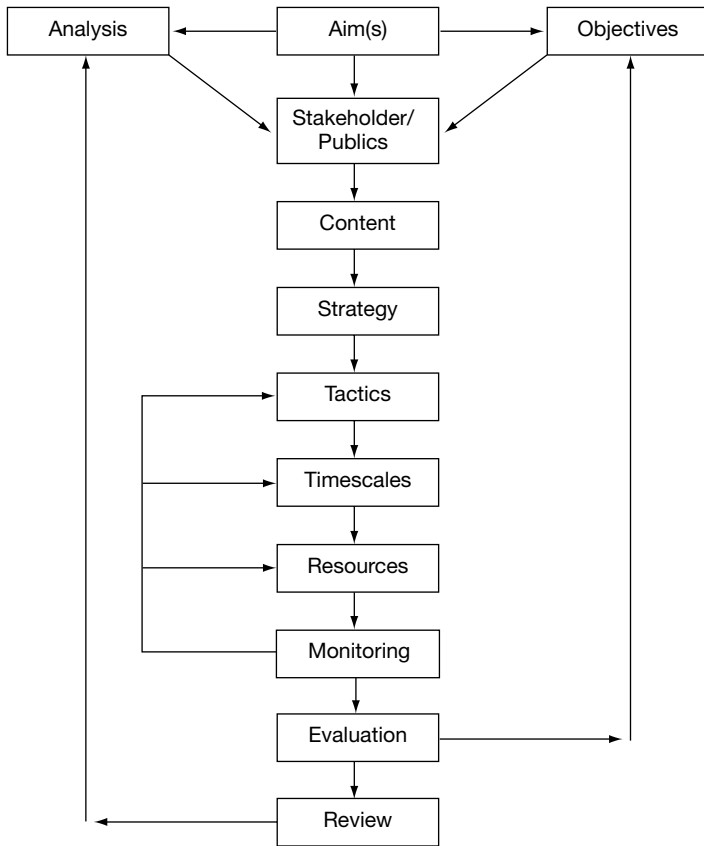 Analysis
Aim(s)
Objectives
Stakeholder/
Publics
Content
Strategy
Tactics
Timescales
Resources
Monitoring
Evaluation
Review